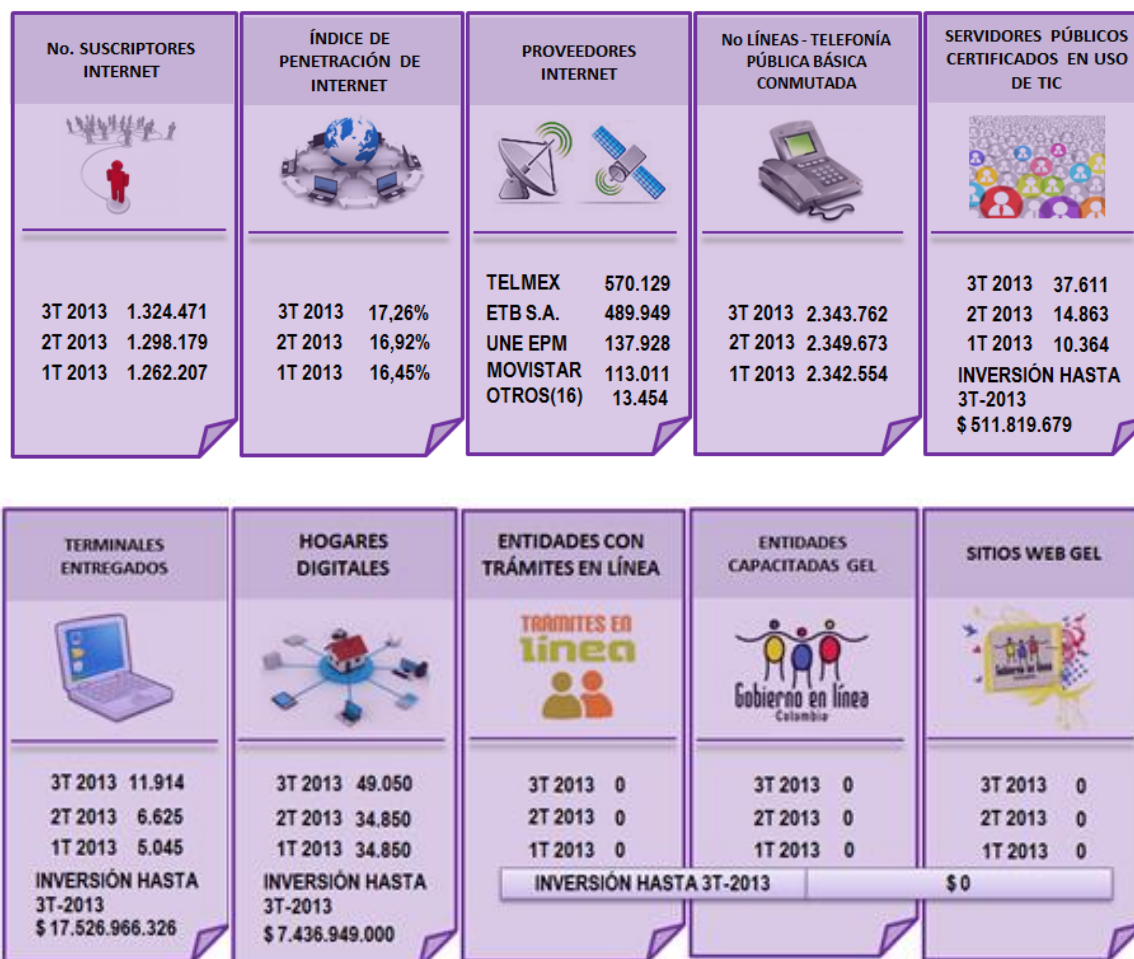 No. SUSCRIPTORES
INTERNET
3T 2013 1.324.471
2T 2013 1.298.179
1T 2013 1.262.207
ÍNDICE DE
PENETRACIÓN DE
INTERNET
3T 2013 17,26%
2T 2013 16,92%
1T 2013 16,45%
PROVEEDORES
INTERNET
TELMEX 570.129
ETB S.A. 489.949
UNE EPM 137.928
MOVISTAR 113.011
OTROS(16) 13.454
No LÍNEAS - TELEFONÍA
PÚBLICA BÁSICA
CONMUTADA
3T 2013 2.343.762
2T 2013 2.349.673
1T 2013 2.342.554
SERVIDORES PÚBLICOS
CERTIFICADOS EN USO
DE TIC
3T 2013 37.611
2T 2013 14.863
1T 2013 10.364
INVERSIÓN HASTA
3T-2013
$ 511.819.679
TERMINALES
ENTREGADOS
3T 2013 11.914
2T 2013 6.625
1T 2013 5.045
INVERSIÓN HASTA
3T-2013
$ 17.526.966.326
HOGARES
DIGITALES
3T 2013 49.050
2T 2013 34.850
1T 2013 34.850
INVERSIÓN HASTA
3T-2013
$ 7.436.949.000
ENTIDADES CON
TRÁMITES EN LÍNEA
TRÁMITES EN
línea
3T 2013 0
2T 2013 0
1T 2013 0
ENTIDADES
CAPACITADAS GEL
Gobierno en línea
Colombia
3T 2013 0
2T 2013 0
1T 2013 0
SITIOS WEB GEL
Gobierno en línea
3T 2013 0
2T 2013 0
1T 2013 0
INVERSIÓN HASTA 3T-2013 $ 0